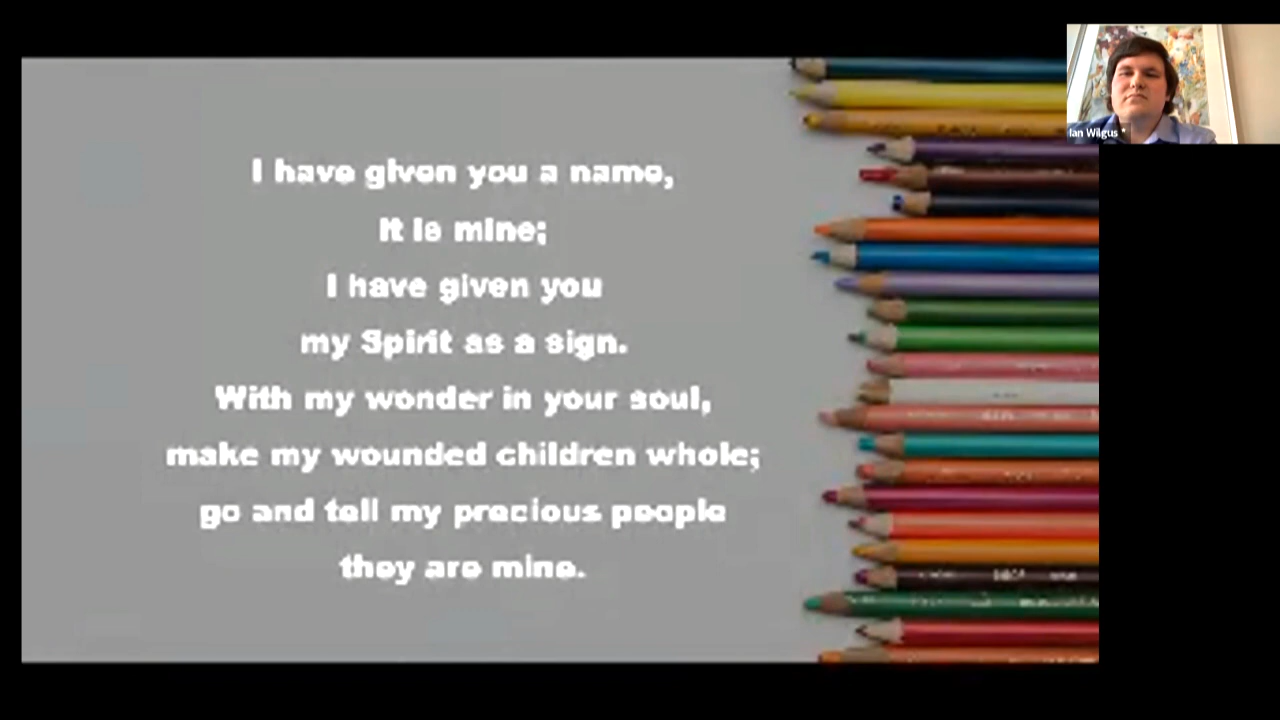 I have given you a name,
it is mine;
I have given you
my Spirit as a sign.
With my wonder in your soul,
make my wounded children whole;
go and tell my precious people
they are mine.
Ian Wilgus